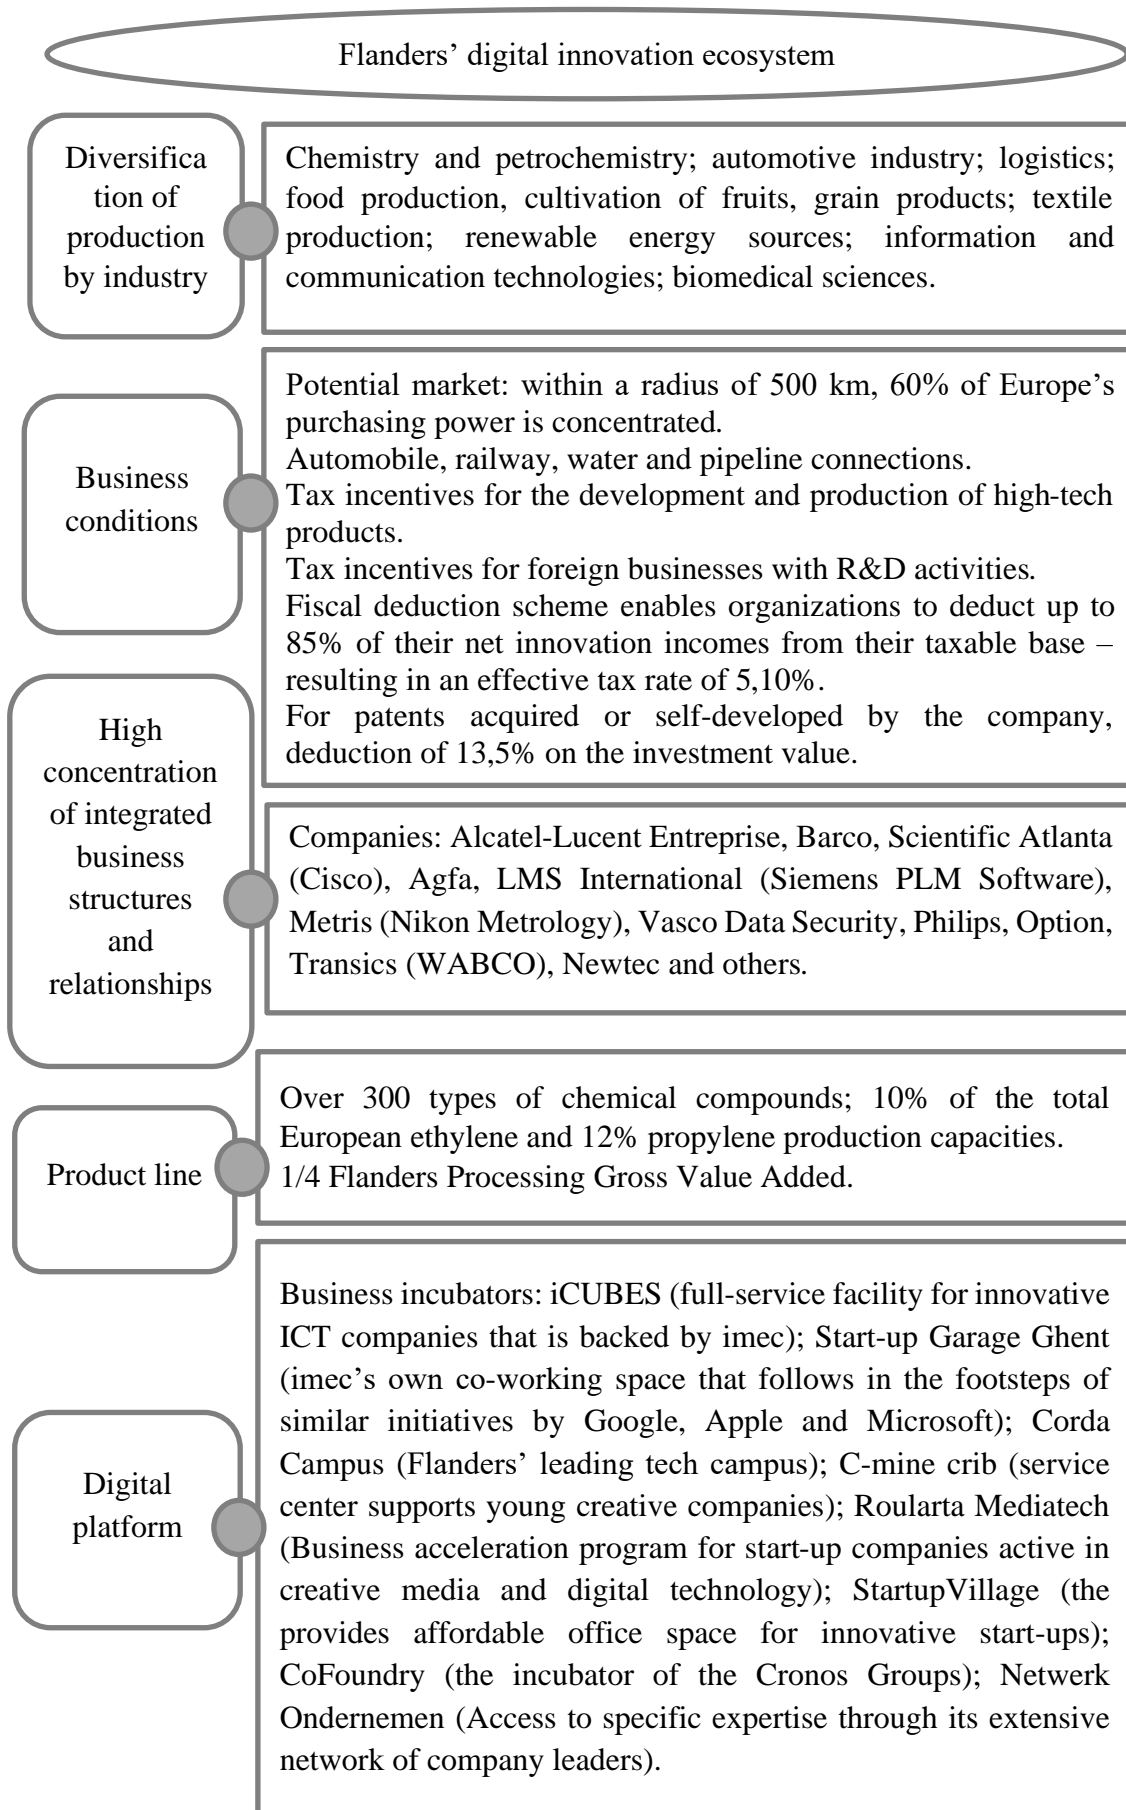 Flanders’ digital innovation ecosystem
Diversifica
tion of
production
by industry
Chemistry and petrochemistry; automotive industry; logistics;
food production, cultivation of fruits, grain products; textile
production; renewable energy sources; information and
communication technologies; biomedical sciences.
Business
conditions
Potential market: within a radius of 500 km, 60% of Europe’s
purchasing power is concentrated.
Automobile, railway, water and pipeline connections.
Tax incentives for the development and production of high-tech
products.
Tax incentives for foreign businesses with R&D activities.
Fiscal deduction scheme enables organizations to deduct up to
85% of their net innovation incomes from their taxable base –
resulting in an effective tax rate of 5,10%.
For patents acquired or self-developed by the company,
deduction of 13,5% on the investment value.
High
concentration
of integrated
business
structures
and
relationships
Companies: Alcatel-Lucent Entreprise, Barco, Scientific Atlanta
(Cisco), Agfa, LMS International (Siemens PLM Software),
Metris (Nikon Metrology), Vasco Data Security, Philips, Option,
Transics (WABCO), Newtec and others.
Product line
Over 300 types of chemical compounds; 10% of the total
European ethylene and 12% propylene production capacities.
1/4 Flanders Processing Gross Value Added.
Digital
platform
Business incubators: iCUBES (full-service facility for innovative
ICT companies that is backed by imec); Start-up Garage Ghent
(imec’s own co-working space that follows in the footsteps of
similar initiatives by Google, Apple and Microsoft); Corda
Campus (Flanders’ leading tech campus); C-mine crib (service
center supports young creative companies); Roularta Mediatech
(Business acceleration program for start-up companies active in
creative media and digital technology); StartupVillage (the
provides affordable office space for innovative start-ups);
CoFoundry (the incubator of the Cronos Groups); Netwerk
Ondernemen (Access to specific expertise through its extensive
network of company leaders).